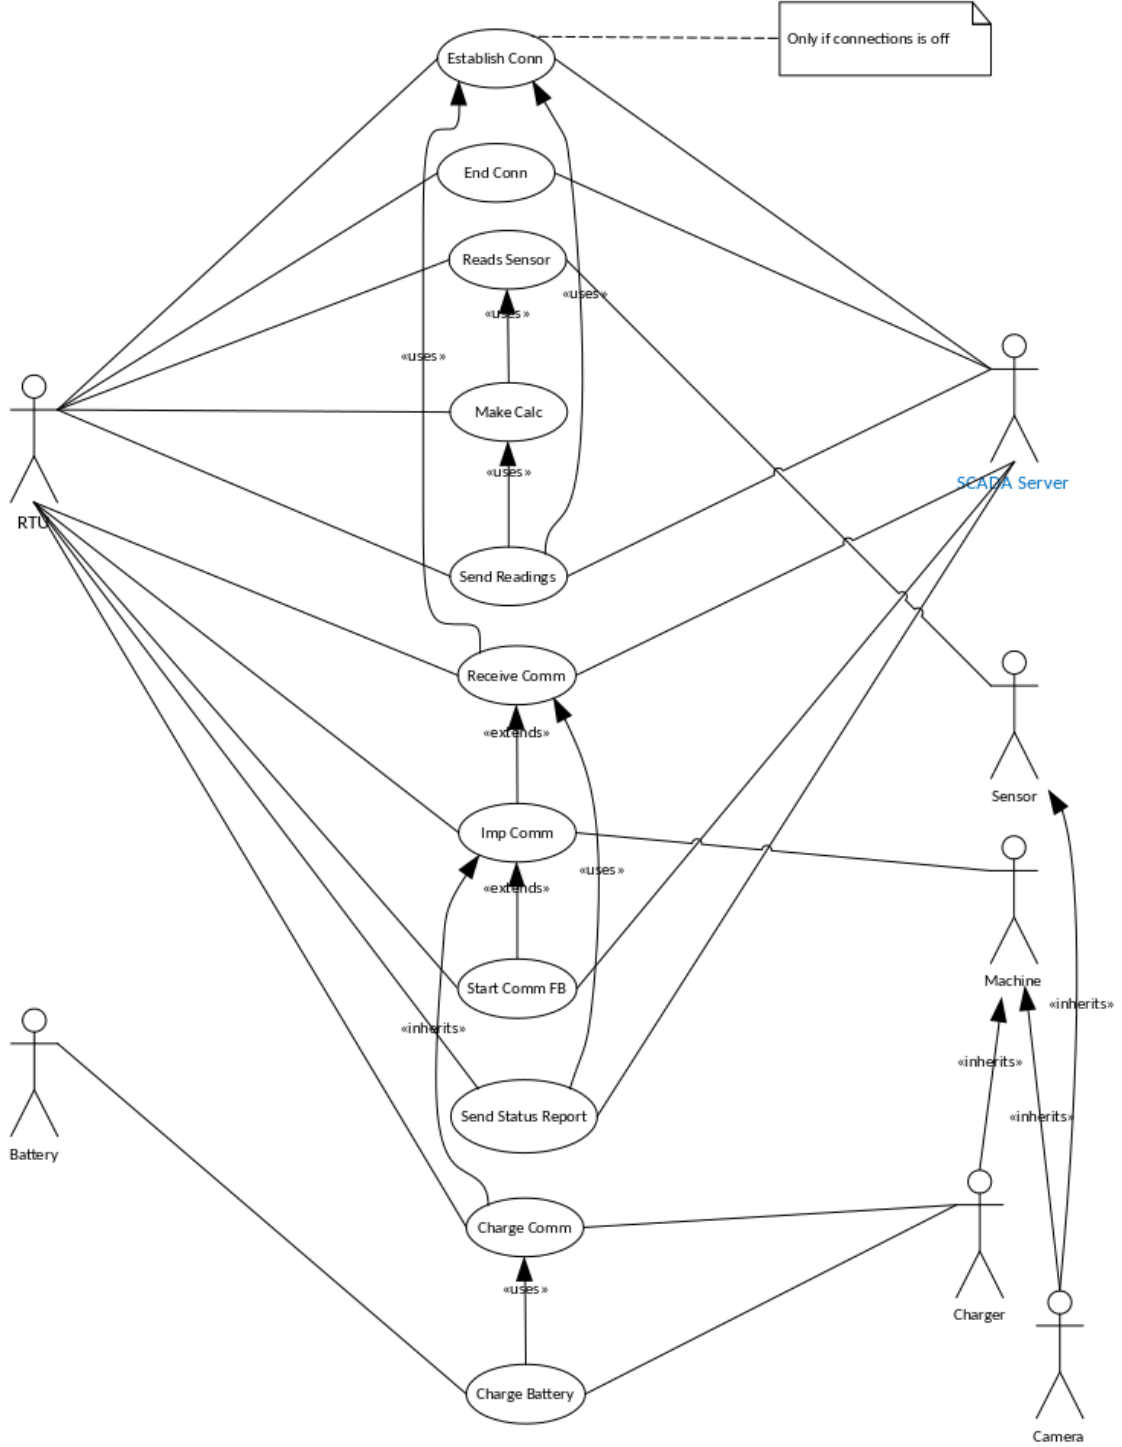 Only if connections is off
Establish Conn
End Conn
Reads Sensor
«uses»
«uses»
«uses»
Make Calc
«uses»
SCADA Server
RTU
Send Readings
Receive Comm
«extends»
Sensor
Imp Comm
«uses»
«extends»
Machine
Start Comm FB
«inherits»
«inherits»
«inherits»
Send Status Report
«inherits»
Battery
Charge Comm
«uses»
Charger
Charge Battery
Camera